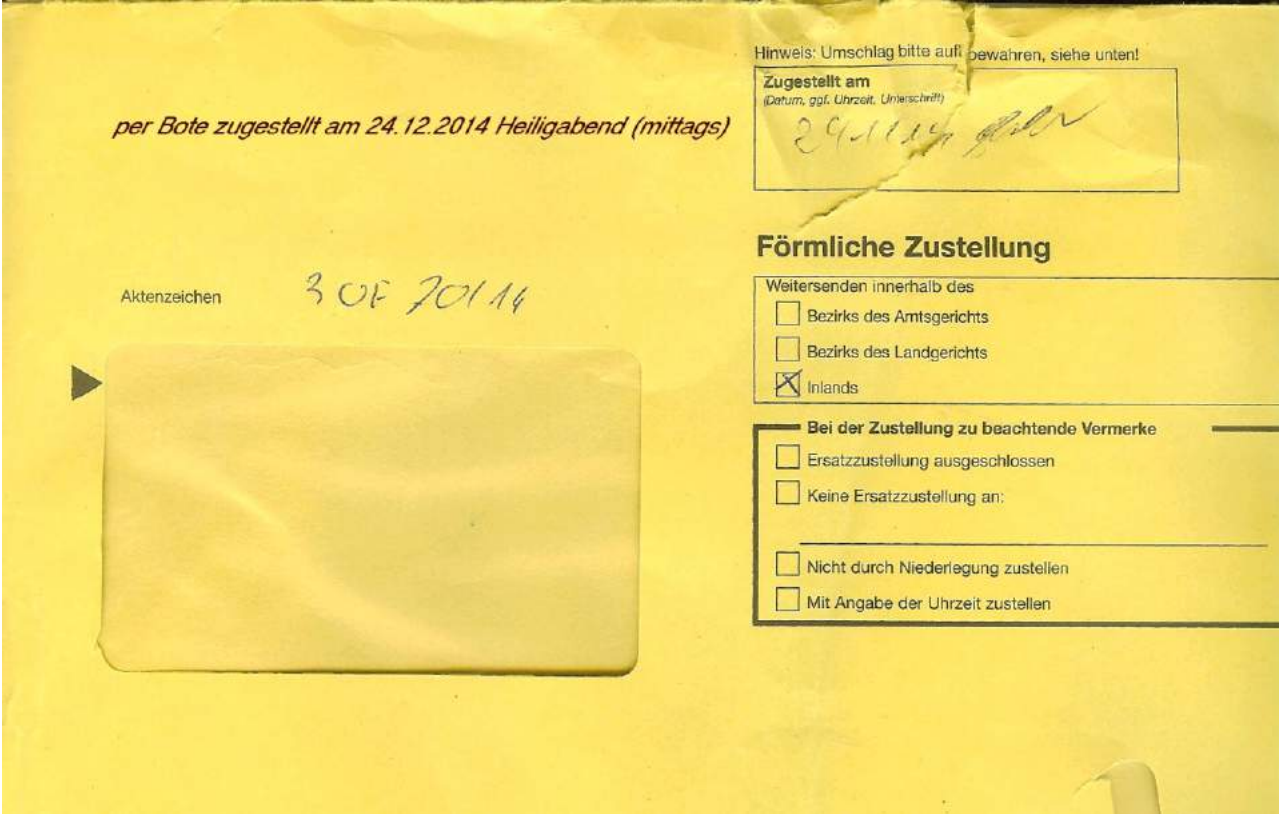 Hinweis: Umschlag bitte aufbewahren, siehe unten!
Zugestellt am
(Datum, ggf. Uhrzeit, Unterschrift)
per Bote zugestellt am 24.12.2014 Heiligabend (mittags)
Förmliche Zustellung
Aktenzeichen 3 OF 70/14
Weitersenden innerhalb des
Bezirks des Amtsgerichts
Bezirks des Landgerichts
Inlands
Bei der Zustellung zu beachtende Vermerke
Ersatzzustellung ausgeschlossen
Keine Ersatzzustellung an:
Nicht durch Niederlegung zustellen
Mit Angabe der Uhrzeit zustellen